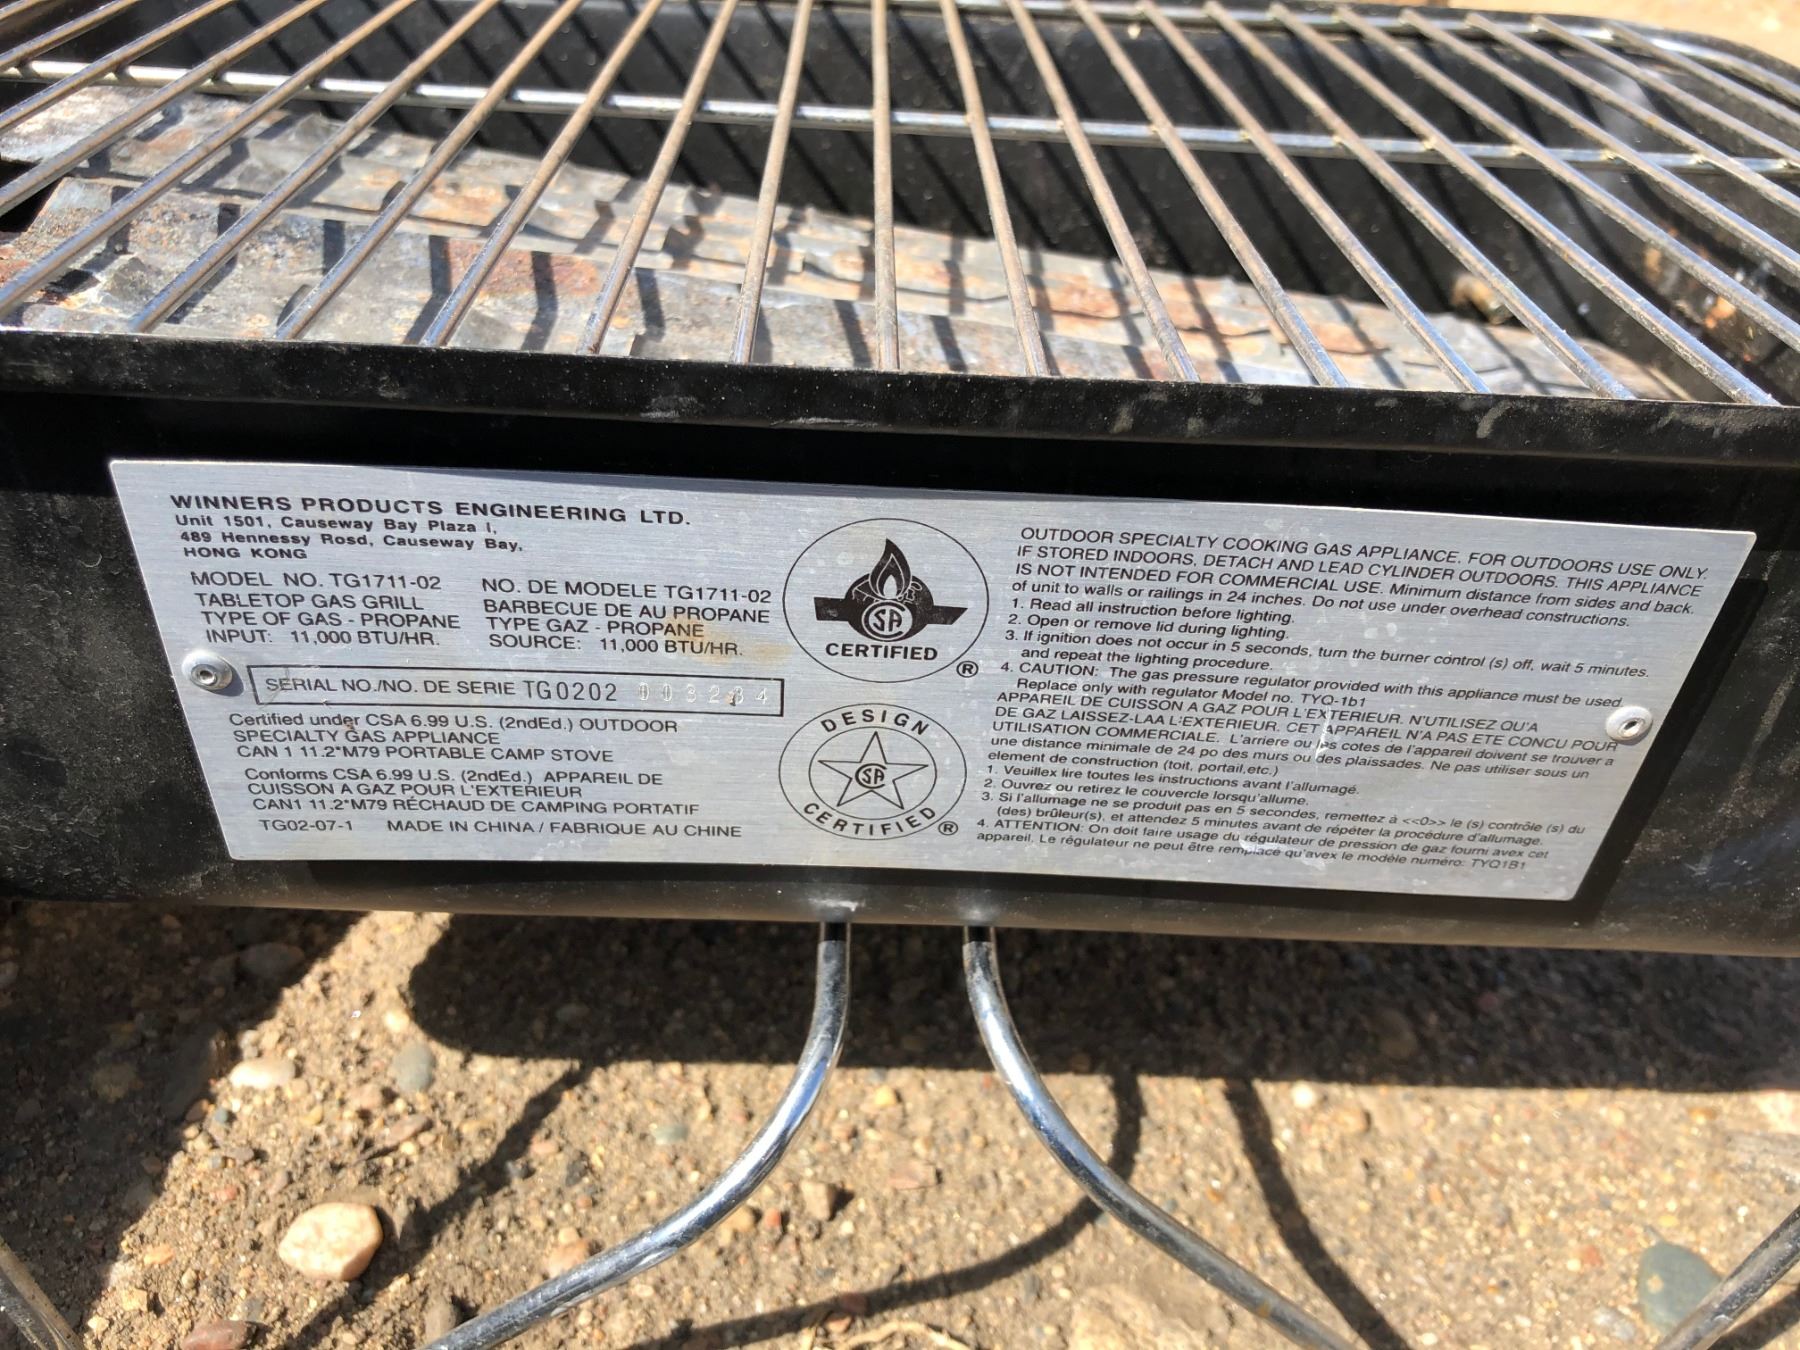 WINNERS PRODUCTS ENGINEERING LTD.
Unit 1501, Causeway Bay Plaza I,
489 Hennessy Rosd, Causeway Bay,
HONG KONG
MODEL NO. TG1711-02
TABLETOP GAS GRILL
TYPE OF GAS - PROPANE
INPUT: 11,000 BTU/HR.
NO. DE MODELE TG1711-02
BARBECUE DE AU PROPANE
TYPE GAZ - PROPANE
SOURCE: 11,000 BTU/HR.
SERIAL NO./NO. DE SERIE TG0202 003234
Certified under CSA 6.99 U.S. (2ndEd.) OUTDOOR
SPECIALTY GAS APPLIANCE
CAN 1 11.2*M79 PORTABLE CAMP STOVE
Conforms CSA 6.99 U.S. (2ndEd.) APPAREIL DE
CUISSON A GAZ POUR L'EXTERIEUR
CAN1 11.2*M79 RÉCHAUD DE CAMPING PORTATIF
TG02-07-1 MADE IN CHINA / FABRIQUE AU CHINE
CSA
CERTIFIED ®
DESIGN
CSA
CERTIFIED ®
OUTDOOR SPECIALTY COOKING GAS APPLIANCE. FOR OUTDOORS USE ONLY.
IF STORED INDOORS, DETACH AND LEAD CYLINDER OUTDOORS. THIS APPLIANCE
IS NOT INTENDED FOR COMMERCIAL USE. Minimum distance from sides and back.
of unit to walls or railings in 24 inches. Do not use under overhead constructions.
1. Read all instruction before lighting.
2. Open or remove lid during lighting.
3. If ignition does not occur in 5 seconds, turn the burner control (s) off, wait 5 minutes.
and repeat the lighting procedure.
4. CAUTION: The gas pressure regulator provided with this appliance must be used.
Replace only with regulator Model no. TYQ-1b1
APPAREIL DE CUISSON A GAZ POUR L'EXTERIEUR. N'UTILISEZ QU'A
DE GAZ LAISSEZ-LAA L'EXTERIEUR. CET APPAREIL N'A PAS ETE CONCU POUR
UTILISATION COMMERCIALE. L'arriere ou les cotes de l'appareil doivent se trouver a
une distance minimale de 24 po des murs ou des plaissades. Ne pas utiliser sous un
element de construction (toit, portail,etc.)
1. Veuillex lire toutes les instructions avant l'allumagé.
2. Ouvrez ou retirez le couvercle lorsqu'allume.
3. Si l'allumage ne se produit pas en 5 secondes, remettez à <<0>> le (s) contrôle (s) du
(des) brûleur(s), et attendez 5 minutes avant de répéter la procédure d'allumage.
4. ATTENTION: On doit faire usage du régulateur de pression de gaz fourni avex cet
appareil. Le régulateur ne peut être remplacé qu'avex le modèle numéro: TYQ1B1